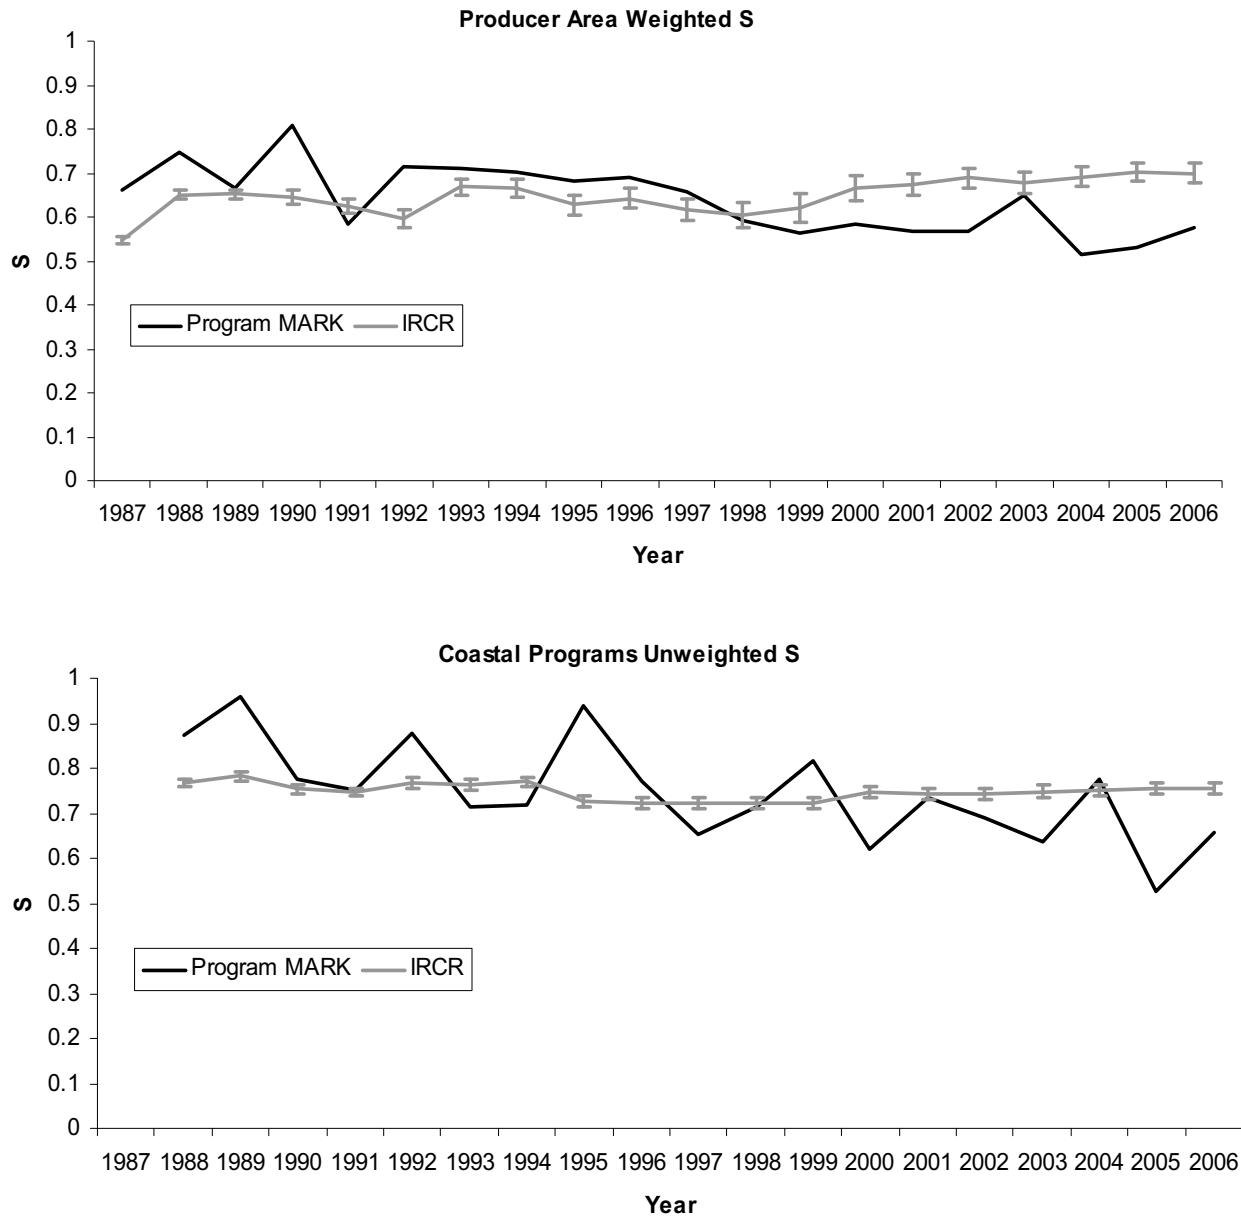 Producer Area Weighted S
1
0.9
0.8
0.7
0.6
0.5
0.4
0.3
0.2
0.1
0
S
Program MARK IRCR
1987 1988 1989 1990 1991 1992 1993 1994 1995 1996 1997 1998 1999 2000 2001 2002 2003 2004 2005 2006
Year
Coastal Programs Unweighted S
1
0.9
0.8
0.7
0.6
0.5
0.4
0.3
0.2
0.1
0
S
Program MARK IRCR
1987 1988 1989 1990 1991 1992 1993 1994 1995 1996 1997 1998 1999 2000 2001 2002 2003 2004 2005 2006
Year